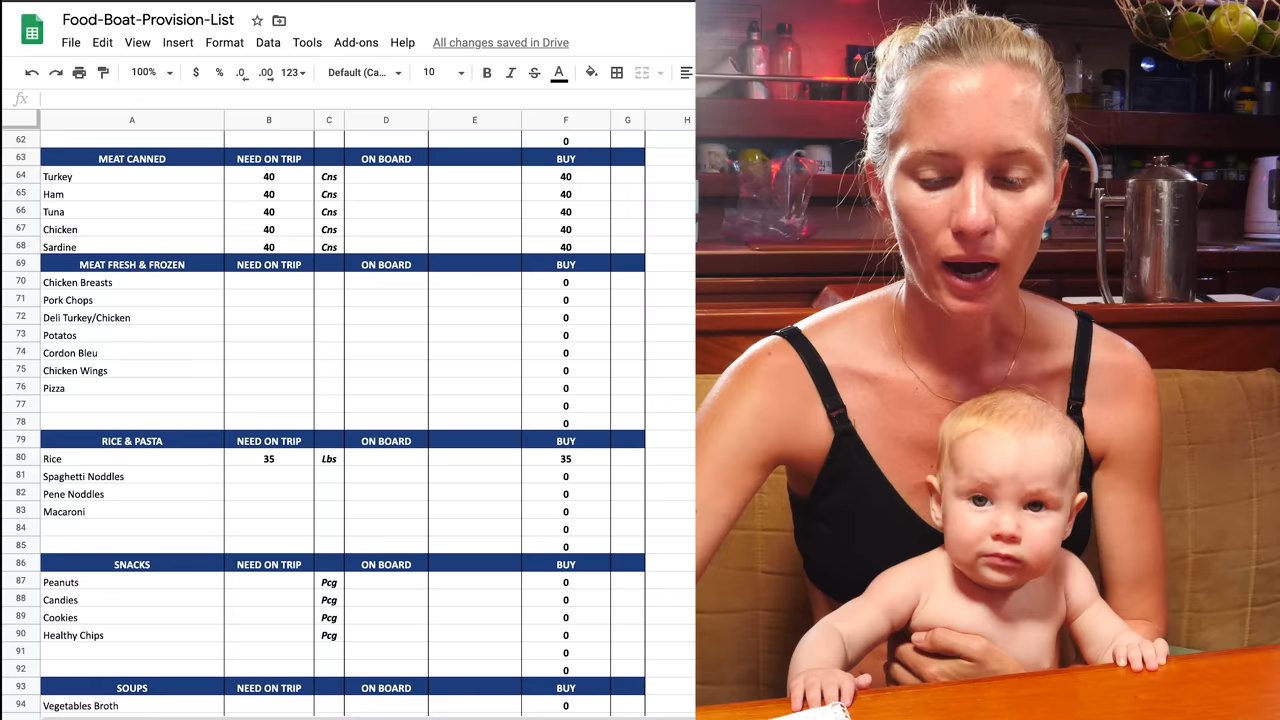 Food-Boat-Provision-List
File Edit View Insert Format Data Tools Add-ons Help All changes saved in Drive
100% $ % .0 .00 123 Default (Ca... 10 B I S A
fx
A B C D E F G H
62 0
63 MEAT CANNED NEED ON TRIP ON BOARD BUY
64 Turkey 40 Cns 40
65 Ham 40 Cns 40
66 Tuna 40 Cns 40
67 Chicken 40 Cns 40
68 Sardine 40 Cns 40
69 MEAT FRESH & FROZEN NEED ON TRIP ON BOARD BUY
70 Chicken Breasts 0
71 Pork Chops 0
72 Deli Turkey/Chicken 0
73 Potatos 0
74 Cordon Bleu 0
75 Chicken Wings 0
76 Pizza 0
77 0
78 0
79 RICE & PASTA NEED ON TRIP ON BOARD BUY
80 Rice 35 Lbs 35
81 Spaghetti Noddles 0
82 Pene Noddles 0
83 Macaroni 0
84 0
85 0
86 SNACKS NEED ON TRIP ON BOARD BUY
87 Peanuts Pcg 0
88 Candies Pcg 0
89 Cookies Pcg 0
90 Healthy Chips Pcg 0
91 0
92 0
93 SOUPS NEED ON TRIP ON BOARD BUY
94 Vegetables Broth 0